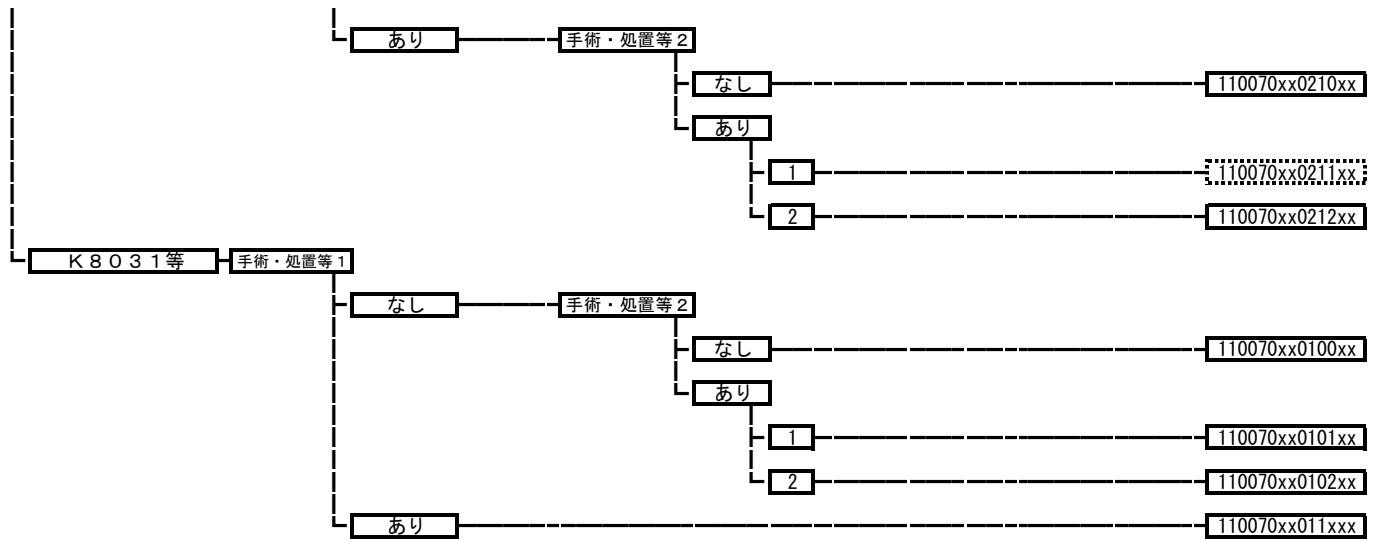 あり 手術・処置等２
なし 110070xx0210xx
あり
1 110070xx0211xx
2 110070xx0212xx
Ｋ８０３１等 手術・処置等１
なし 手術・処置等２
なし 110070xx0100xx
あり
1 110070xx0101xx
2 110070xx0102xx
あり 110070xx011xxx